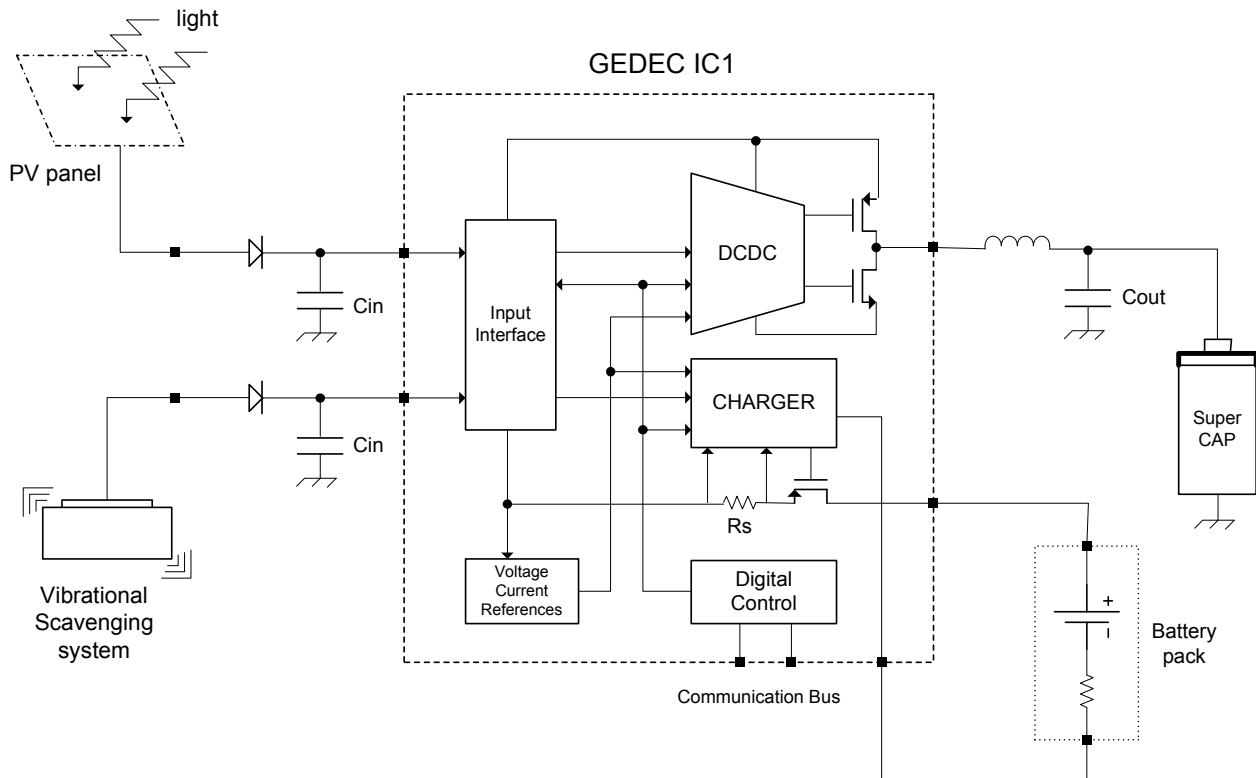 light
GEDEC IC1
PV panel
DCDC
Input
Interface
Cin
Cout
CHARGER
Super
CAP
Cin
Rs
Voltage
Current
References
Digital
Control
Vibrational
Scavenging
system
+
Battery
pack
Communication Bus